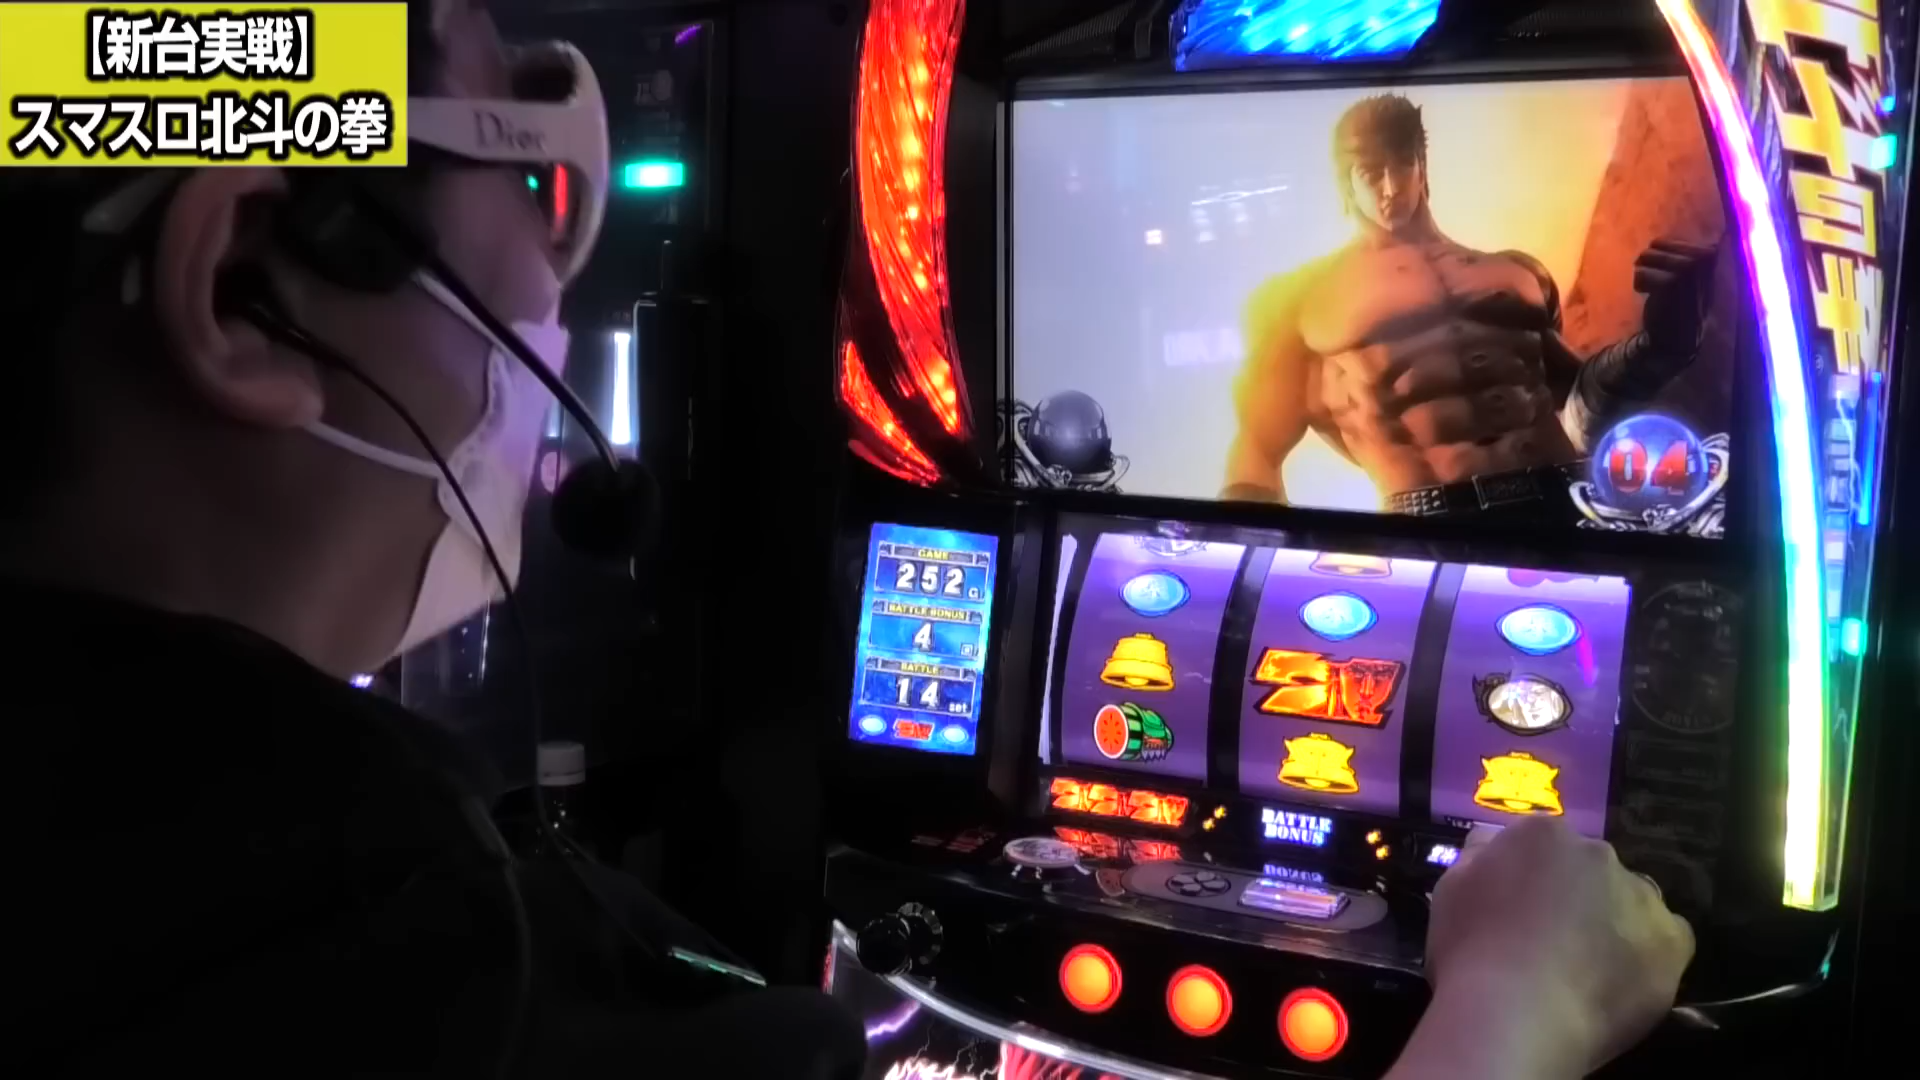 【新台実戦】
スマスロ北斗の拳
Dior
04
GAME
252 G
BATTLE BONUS
4
BATTLE
14 set
BATTLE
BONUS